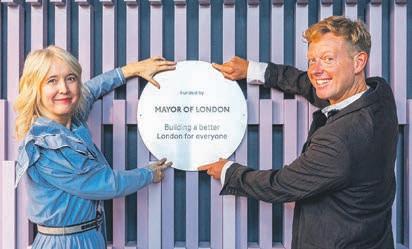 Funded by
MAYOR OF LONDON
Building a better
London for everyone